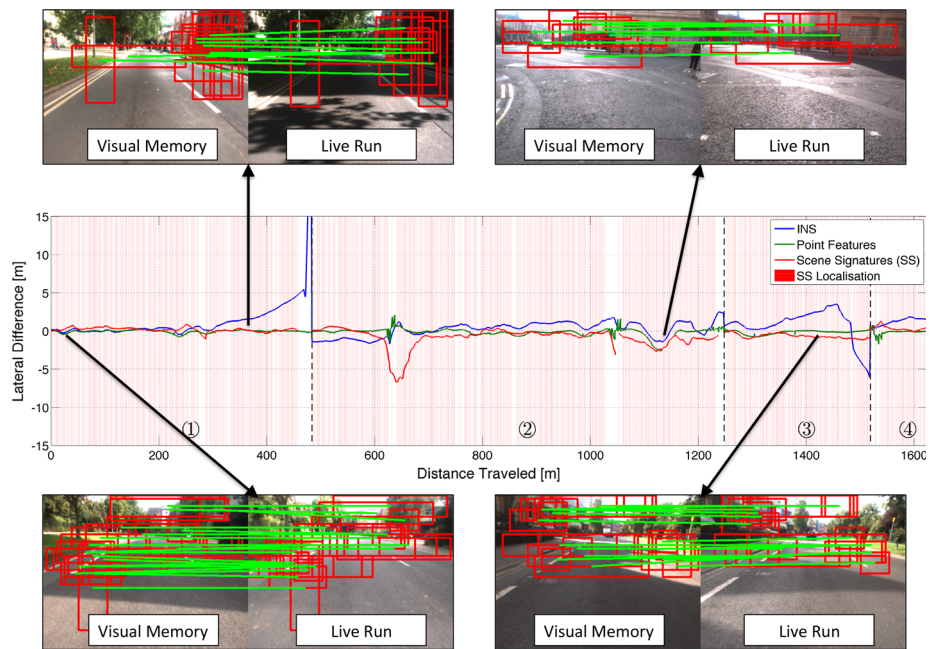 Visual Memory
Live Run
Visual Memory
Live Run
15
10
5
0
-5
-10
-15
Lateral Difference [m]
INS
Point Features
Scene Signatures (SS)
SS Localisation
①
②
③
④
0
200
400
600
800
1000
1200
1400
1600
Distance Traveled [m]
Visual Memory
Live Run
Visual Memory
Live Run